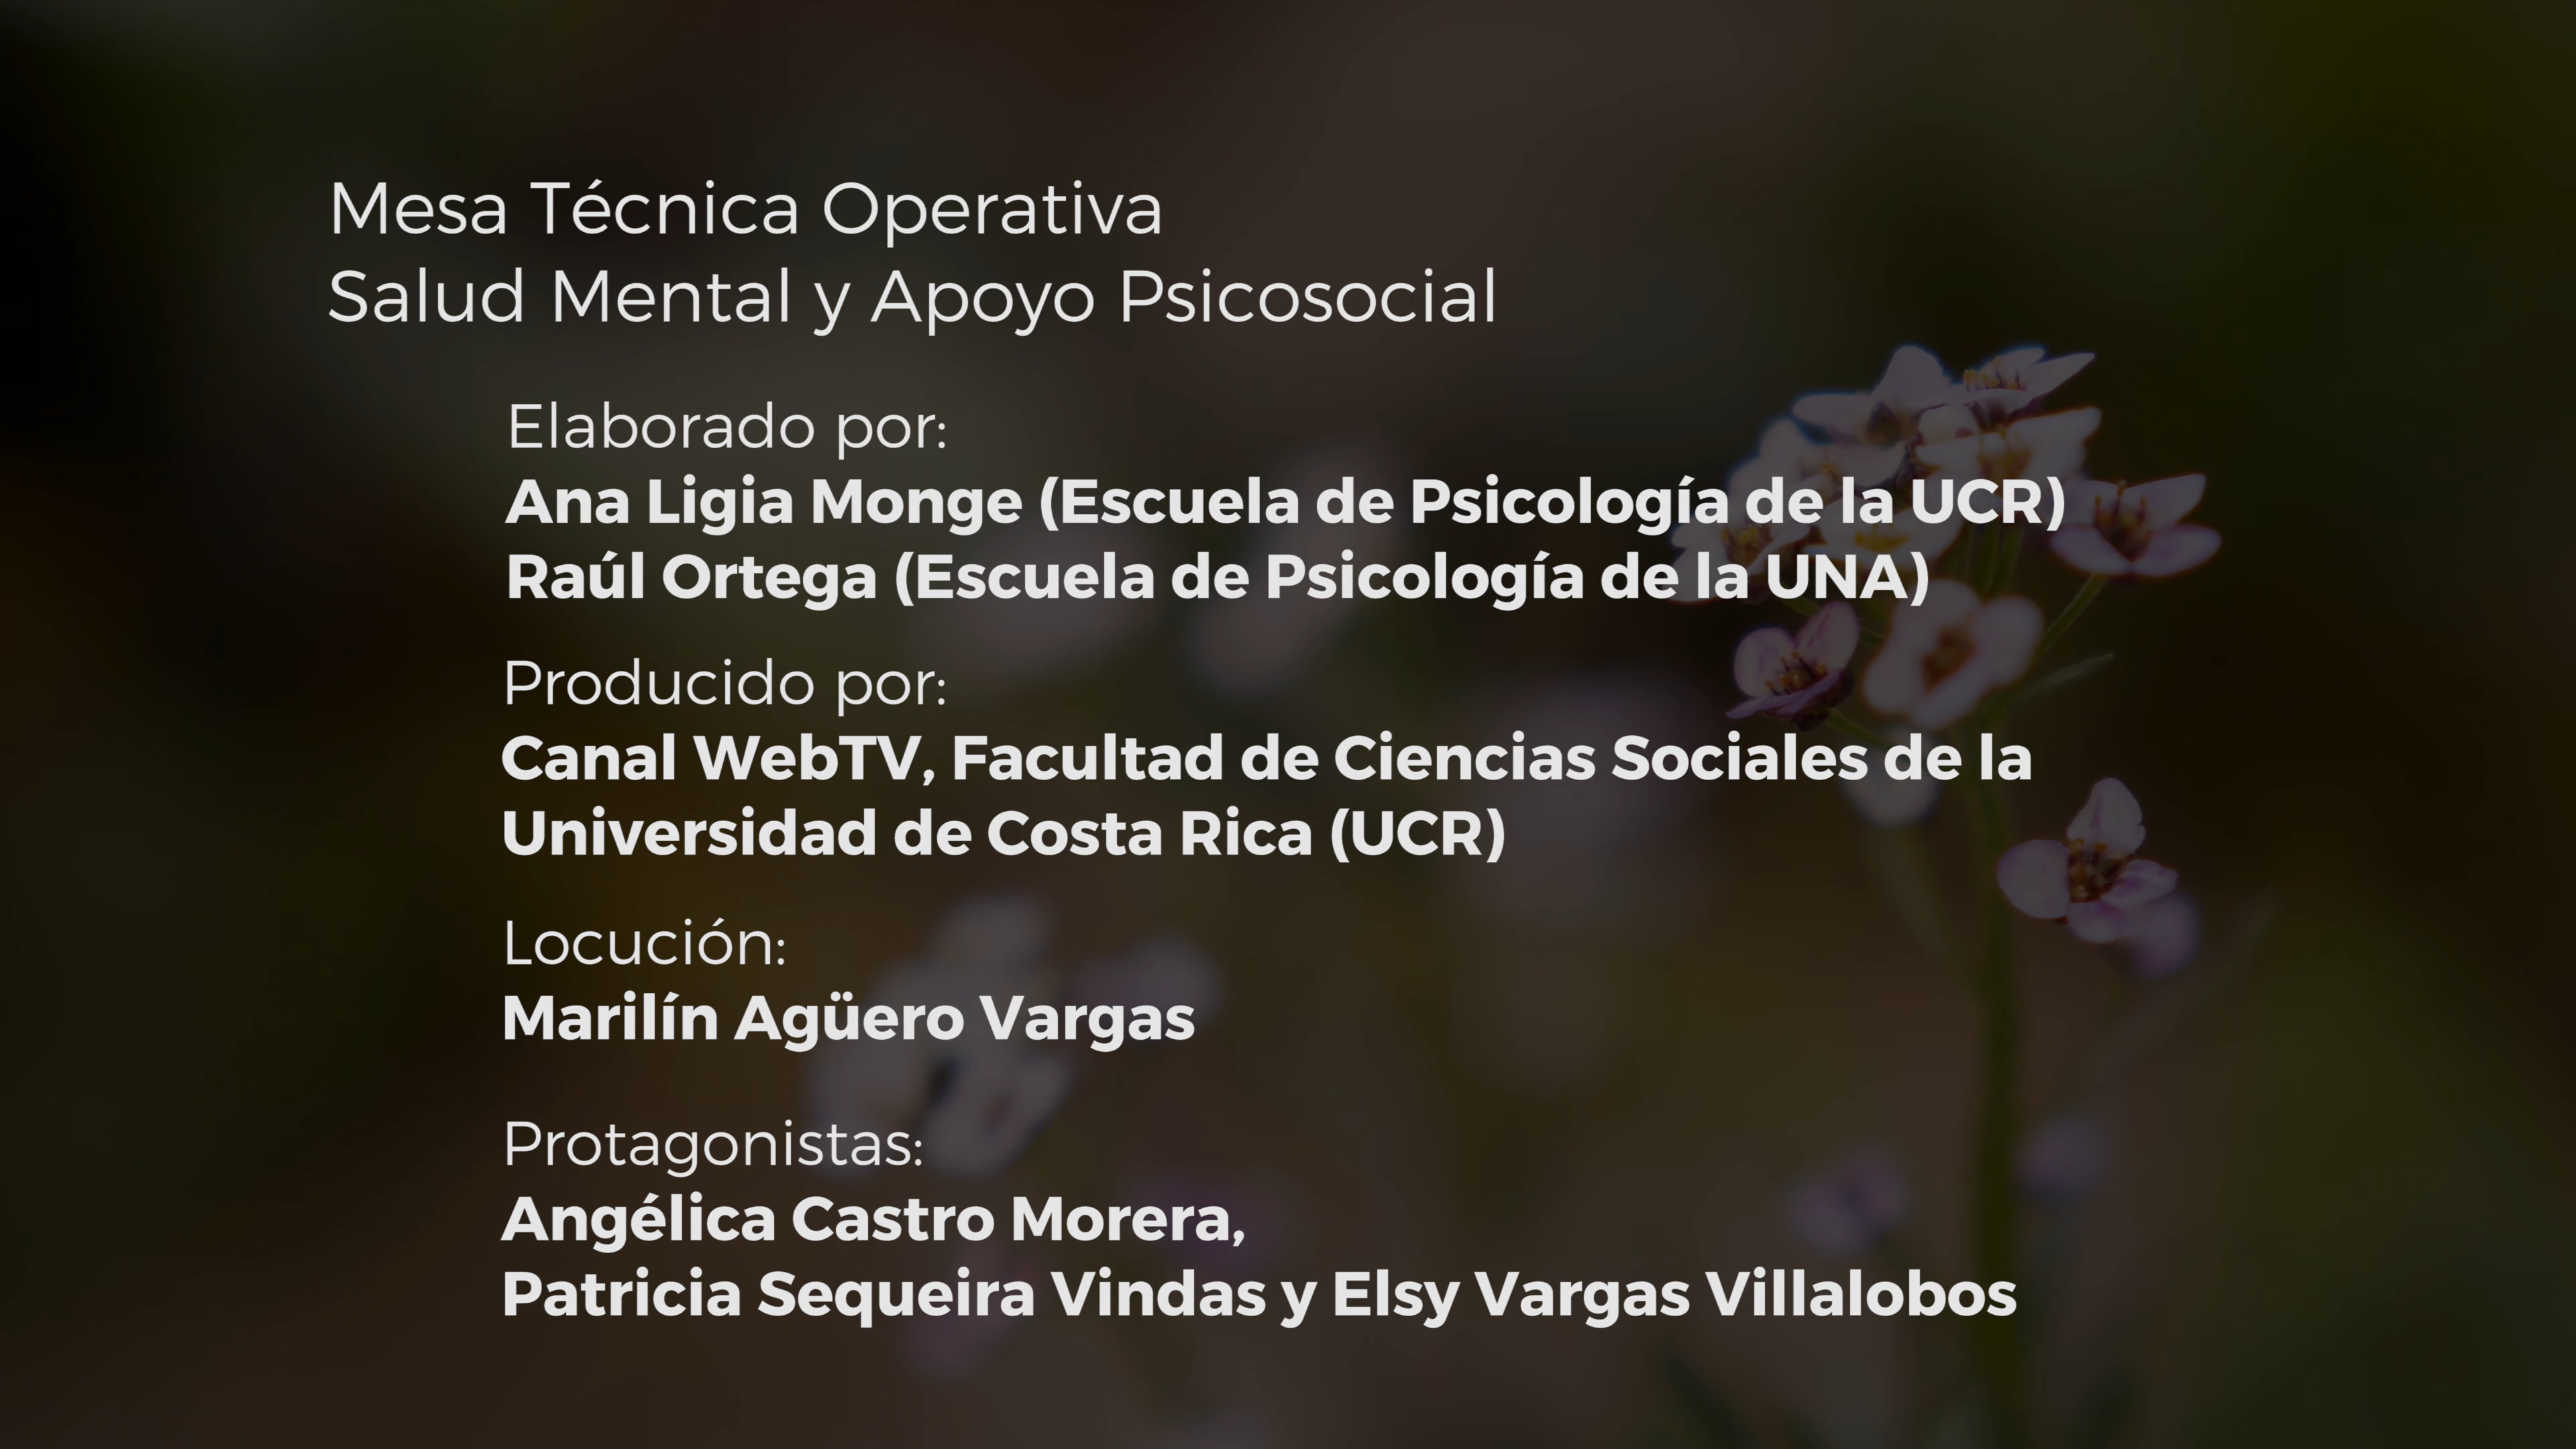 Mesa Técnica Operativa
Salud Mental y Apoyo Psicosocial
Elaborado por:
Ana Ligia Monge (Escuela de Psicología de la UCR)
Raúl Ortega (Escuela de Psicología de la UNA)
Producido por:
Canal WebTV, Facultad de Ciencias Sociales de la
Universidad de Costa Rica (UCR)
Locución:
Marilín Agüero Vargas
Protagonistas:
Angélica Castro Morera,
Patricia Sequeira Vindas y Elsy Vargas Villalobos